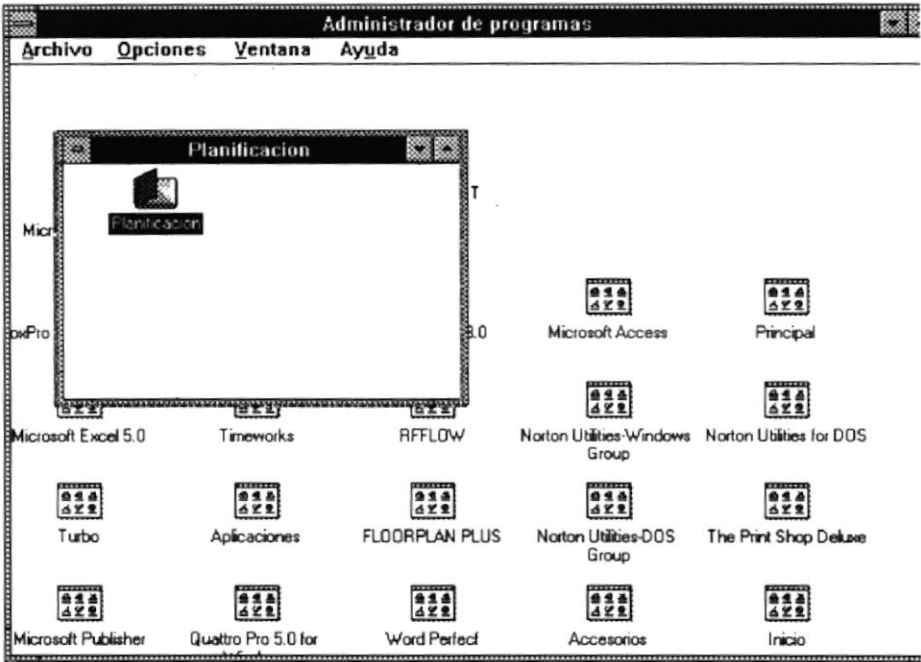 Administrador de programas
Archivo Opciones Ventana Ayuda
Planificacion
T
Micr
Planificacion
oxPro
3.0
Microsoft Access
Principal
Microsoft Excel 5.0
Timeworks
RFFLOW
Norton Utilities-Windows
Group
Norton Utilities for DOS
Turbo
Aplicaciones
FLOORPLAN PLUS
Norton Utilities-DOS
Group
The Print Shop Deluxe
Microsoft Publisher
Quattro Pro 5.0 for
Word Perfect
Accesorios
Inicio